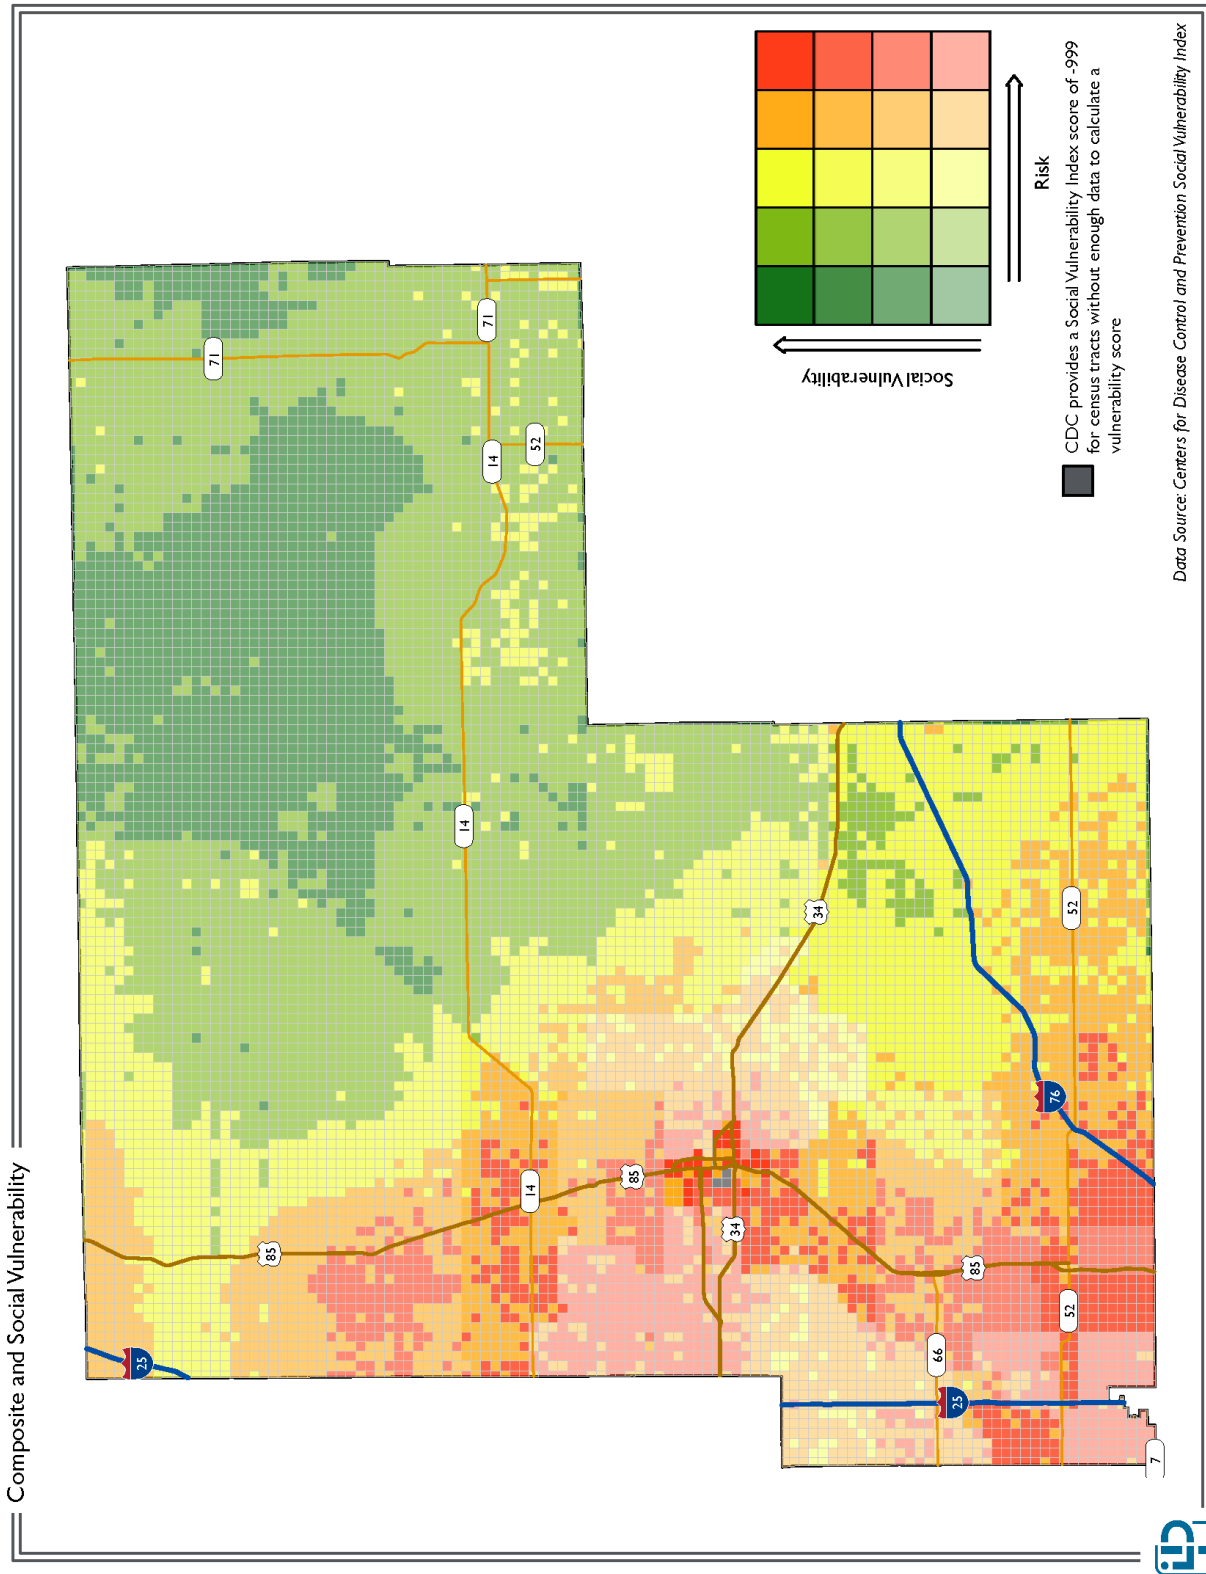 Composite and Social Vulnerability
25
85
14
85
34
34
85
66
25
52
7
76
52
14
14
52
71
71
Social Vulnerability
Risk
CDC provides a Social Vulnerability Index score of -999
for census tracts without enough data to calculate a
vulnerability score
Data Source: Centers for Disease Control and Prevention Social Vulnerability Index